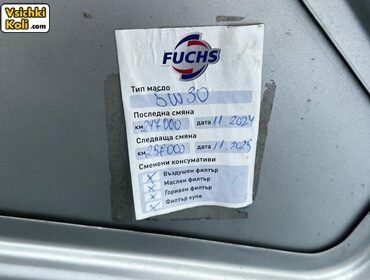 Vsichki
Koli.com
FUCHS
Тип масло
5W30
Последна смяна
км. 247000 дата 11.2024
Следваща смяна
км. 257000 дата 11.2025
Сменени консумативи
Въздушен филтър
Маслен филтър
Горивен филтър
Филтър купе